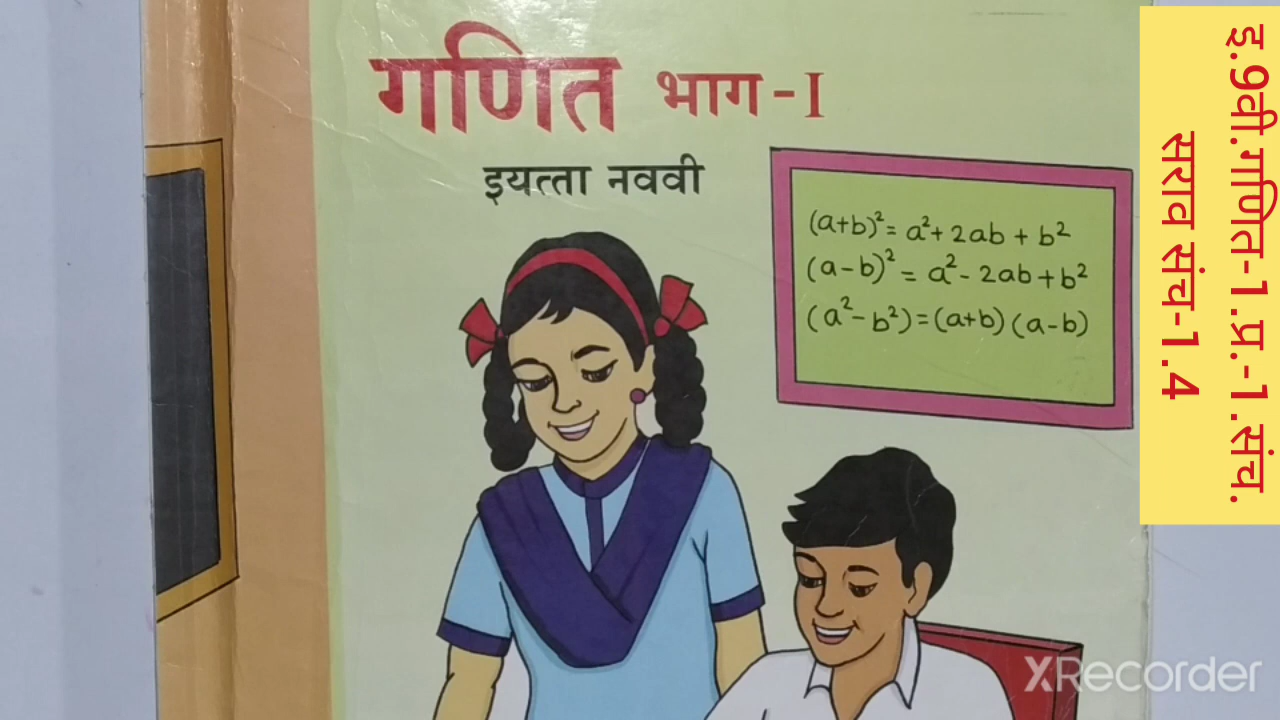 गणित भाग-I
इयत्ता नववी
(a+b)²= a²+ 2ab + b²
(a-b)² = a²- 2ab+b²
(a²-b²)=(a+b)(a-b)
इ.9वी.गणित-1.प्र.-1.संच.
सराव संच-1.4
XRecorder